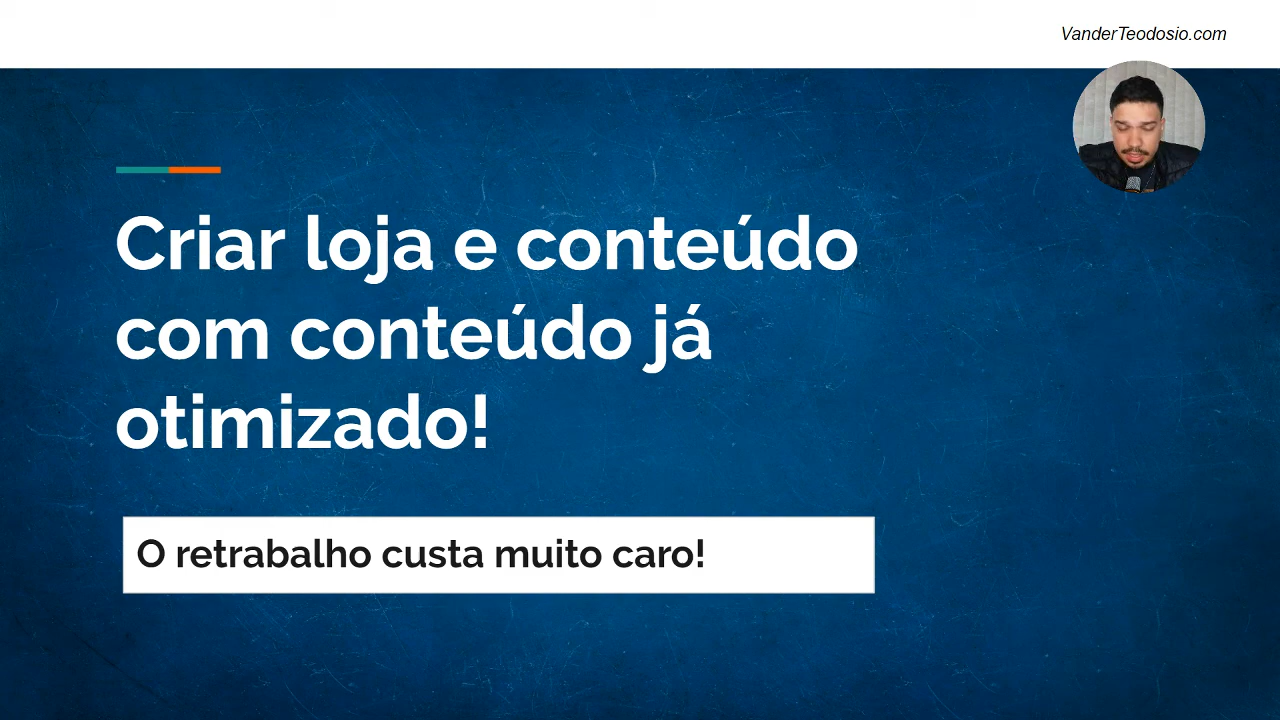 VanderTeodosio.com
Criar loja e conteúdo
com conteúdo já
otimizado!
O retrabalho custa muito caro!